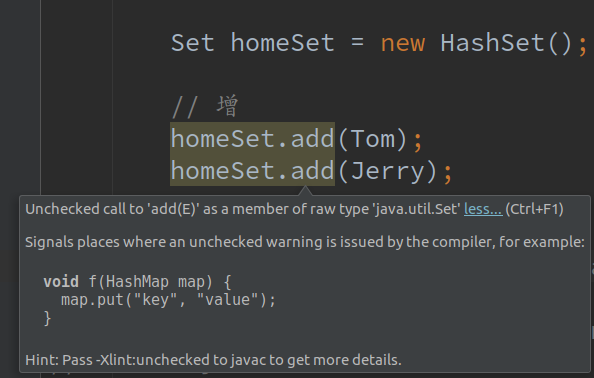 Set homeSet = new HashSet();
// 增
homeSet.add(Tom);
homeSet.add(Jerry);
Unchecked call to 'add(E)' as a member of raw type 'java.util.Set' less... (Ctrl+F1)
Signals places where an unchecked warning is issued by the compiler, for example:
void f(HashMap map) {
map.put("key", "value");
}
Hint: Pass -Xlint:unchecked to javac to get more details.